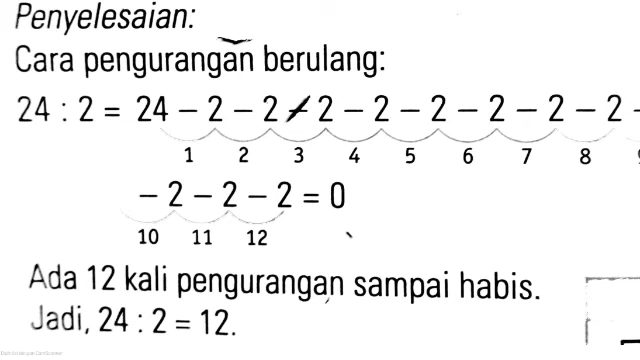 Penyelesaian:
Cara pengurangan berulang:
24 : 2 = 24 − 2 − 2 − 2 − 2 − 2 − 2 − 2 − 2 -
1 2 3 4 5 6 7 8
− 2 − 2 − 2 = 0
10 11 12
Ada 12 kali pengurangan sampai habis.
Jadi, 24 : 2 = 12.